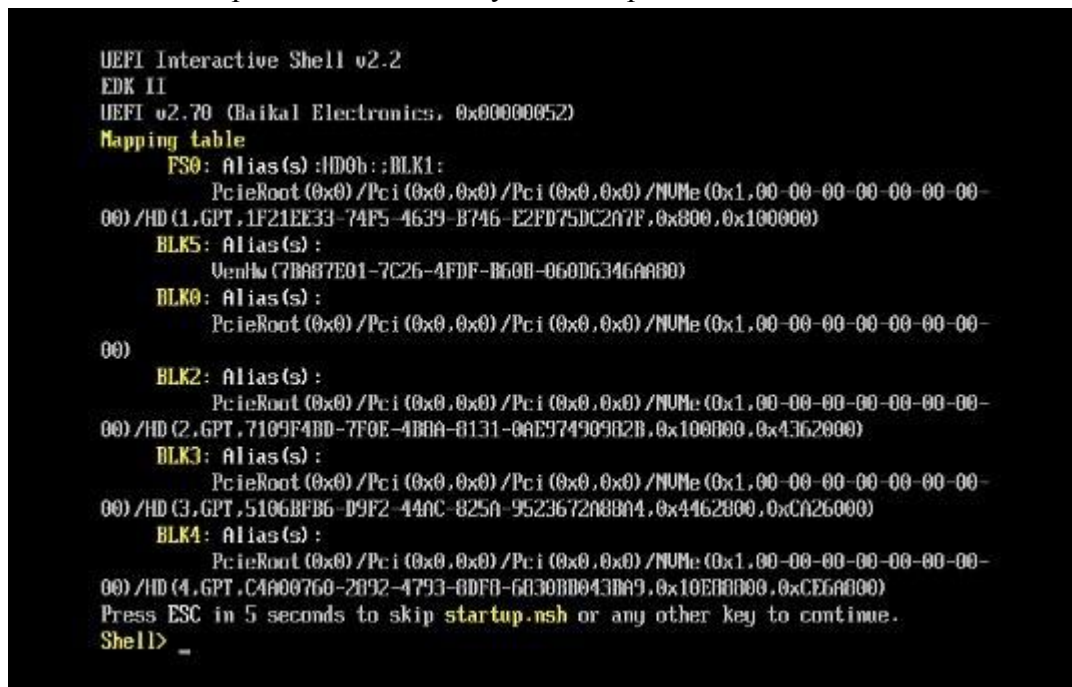 UEFI Interactive Shell v2.2
EDK II
UEFI v2.70 (Baikal Electronics, 0x00000052)
Mapping table
FS0: Alias(s):HD0b:;BLK1:
PcieRoot(0x0)/Pci(0x0,0x0)/Pci(0x0,0x0)/NVMe(0x1,00-00-00-00-00-00-00-
00)/HD(1,GPT,1F21EE33-74F5-4639-B746-E2FD75DC2A7F,0x800,0x100000)
BLK5: Alias(s):
VenHw(7BA87E01-7C26-4FDF-B60B-060D6346AA80)
BLK0: Alias(s):
PcieRoot(0x0)/Pci(0x0,0x0)/Pci(0x0,0x0)/NVMe(0x1,00-00-00-00-00-00-00-
00)
BLK2: Alias(s):
PcieRoot(0x0)/Pci(0x0,0x0)/Pci(0x0,0x0)/NVMe(0x1,00-00-00-00-00-00-00-
00)/HD(2,GPT,7109F4BD-7F0E-4B8A-8131-0AE97490982B,0x100800,0x4362000)
BLK3: Alias(s):
PcieRoot(0x0)/Pci(0x0,0x0)/Pci(0x0,0x0)/NVMe(0x1,00-00-00-00-00-00-00-
00)/HD(3,GPT,5106BFB6-D9F2-44AC-825A-9523672A88A4,0x4462800,0xCA26000)
BLK4: Alias(s):
PcieRoot(0x0)/Pci(0x0,0x0)/Pci(0x0,0x0)/NVMe(0x1,00-00-00-00-00-00-00-
00)/HD(4,GPT,C4A00760-2892-4793-8DF8-6830BD043BA9,0x10E88800,0xCE6A800)
Press ESC in 5 seconds to skip startup.nsh or any other key to continue.
Shell> _